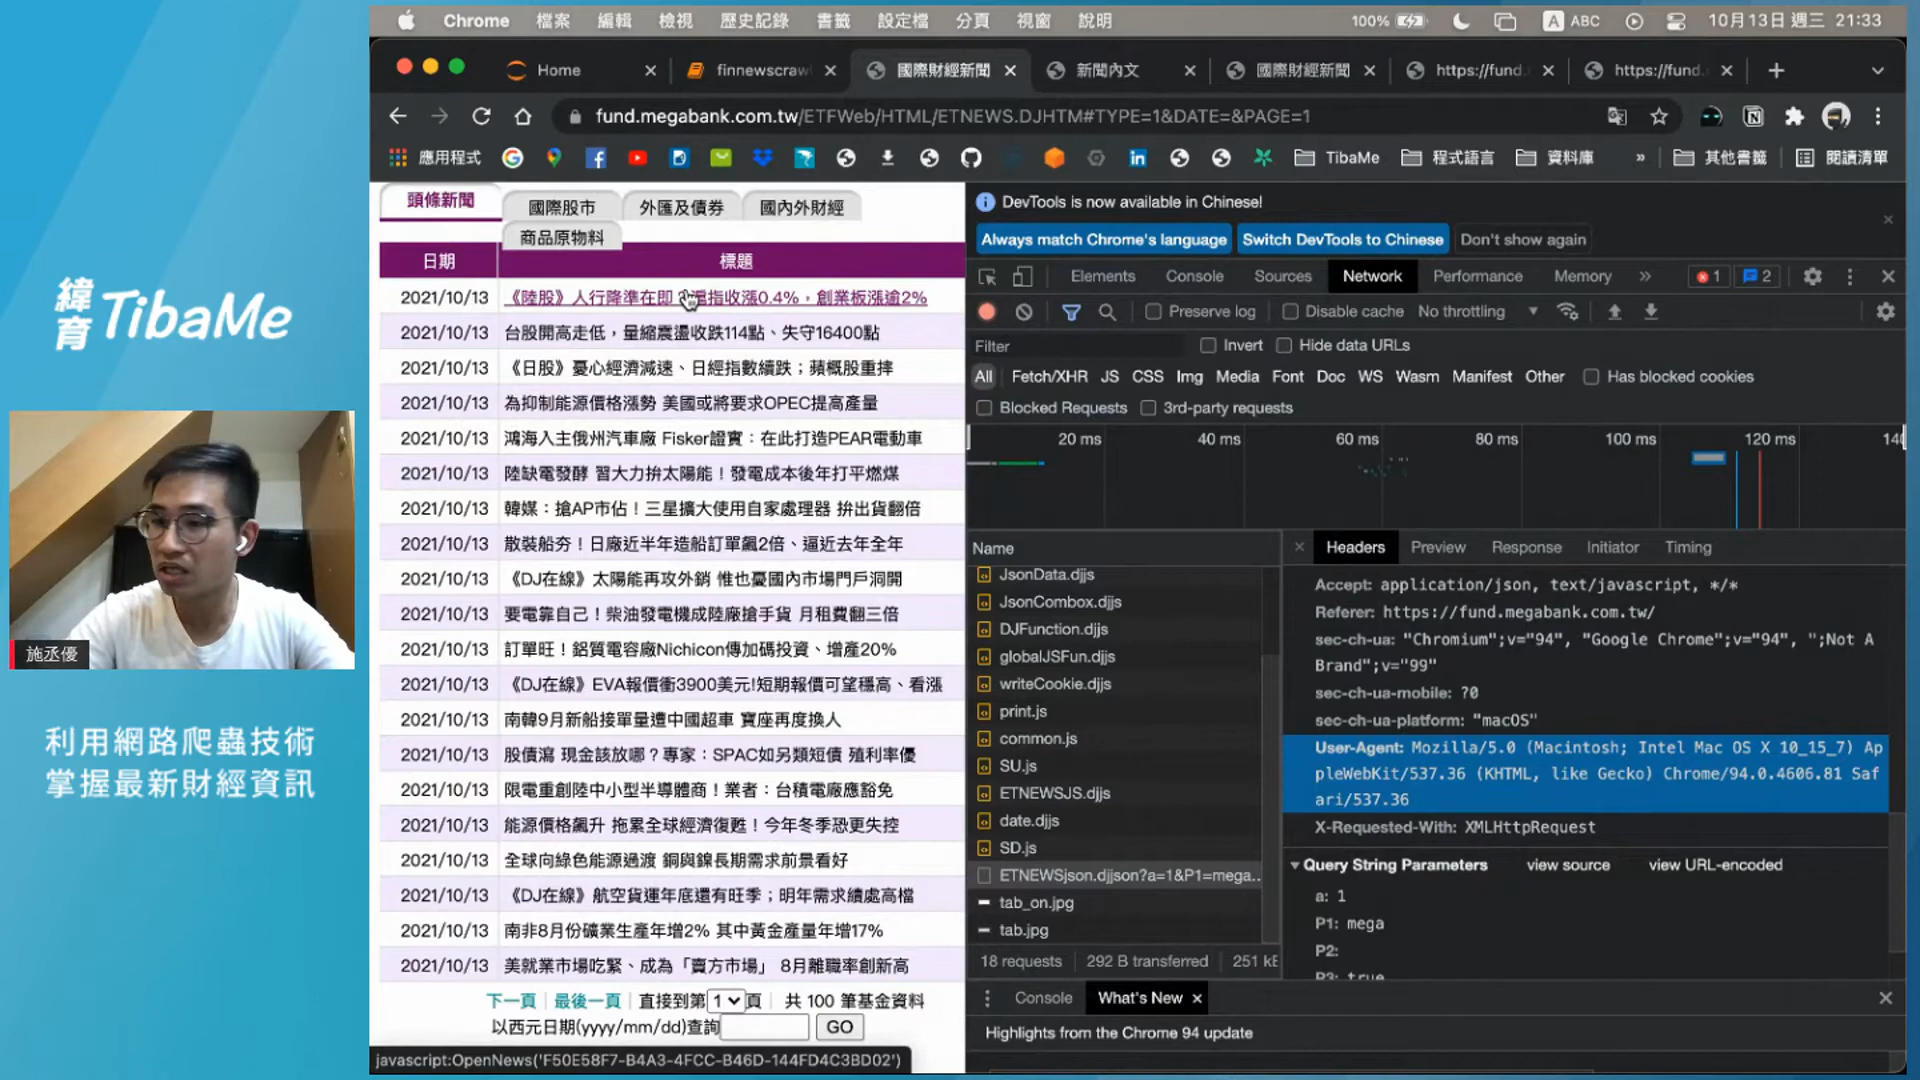 Chrome 檔案 編輯 檢視 歷史記錄 書籤 設定檔 分頁 視窗 說明 100% A ABC 10月13日 週三 21:33
Home finnewscraw 國際財經新聞 新聞內文 國際財經新聞 https://fund. https://fund.
fund.megabank.com.tw/ETFWeb/HTML/ETNEWS.DJHTM#TYPE=1&DATE=&PAGE=1
應用程式 TibaMe 程式語言 資料庫 » 其他書籤 閱讀清單
頭條新聞 國際股市 外匯及債券 國內外財經
商品原物料
日期 標題
2021/10/13 《陸股》人行降準在即 滬指收漲0.4%,創業板漲逾2%
2021/10/13 台股開高走低,量縮震盪收跌114點、失守16400點
2021/10/13 《日股》憂心經濟減速、日經指數續跌;蘋概股重摔
2021/10/13 為抑制能源價格漲勢 美國或將要求OPEC提高產量
2021/10/13 鴻海入主俄州汽車廠 Fisker證實:在此打造PEAR電動車
2021/10/13 陸缺電發酵 習大力拚太陽能!發電成本後年打平燃煤
2021/10/13 韓媒:搶AP市佔!三星擴大使用自家處理器 拚出貨翻倍
2021/10/13 散裝船夯!日廠近半年造船訂單飆2倍、逼近去年全年
2021/10/13 《DJ在線》太陽能再攻外銷 惟也憂國內市場門戶洞開
2021/10/13 要電靠自己!柴油發電機成陸廠搶手貨 月租費翻三倍
2021/10/13 訂單旺!鋁質電容廠Nichicon傳加碼投資、增產20%
2021/10/13 《DJ在線》EVA報價衝3900美元!短期報價可望穩高、看漲
2021/10/13 南韓9月新船接單量遭中國超車 寶座再度換人
2021/10/13 股債瀉 現金該放哪?專家:SPAC如另類短債 殖利率優
2021/10/13 限電重創陸中小型半導體商!業者:台積電廠應豁免
2021/10/13 能源價格飆升 拖累全球經濟復甦!今年冬季恐更失控
2021/10/13 全球向綠色能源過渡 銅與鎳長期需求前景看好
2021/10/13 《DJ在線》航空貨運年底還有旺季;明年需求續處高檔
2021/10/13 南非8月份礦業生產年增2% 其中黃金產量年增17%
2021/10/13 美就業市場吃緊、成為「賣方市場」 8月離職率創新高
下一頁 | 最後一頁 | 直接到第 1 頁 共 100 筆基金資料
以西元日期(yyyy/mm/dd)查詢 GO
javascript:OpenNews('F50E58F7-B4A3-4FCC-B46D-144FD4C3BD02')
DevTools is now available in Chinese!
Always match Chrome's language Switch DevTools to Chinese Don't show again
Elements Console Sources Network Performance Memory » 1 2
Preserve log Disable cache No throttling
Filter Invert Hide data URLs
All Fetch/XHR JS CSS Img Media Font Doc WS Wasm Manifest Other Has blocked cookies
Blocked Requests 3rd-party requests
20 ms 40 ms 60 ms 80 ms 100 ms 120 ms 140
Name
JsonData.djjs
JsonCombox.djjs
DJFunction.djjs
globalJSFun.djjs
writeCookie.djjs
print.js
common.js
SU.js
ETNEWSJS.djjs
date.djjs
SD.js
ETNEWSjson.djjson?a=1&P1=mega..
tab_on.jpg
tab.jpg
18 requests 292 B transferred 251 kE
Headers Preview Response Initiator Timing
Accept: application/json, text/javascript, */*
Referer: https://fund.megabank.com.tw/
sec-ch-ua: "Chromium";v="94", "Google Chrome";v="94", ";Not A
Brand";v="99"
sec-ch-ua-mobile: ?0
sec-ch-ua-platform: "macOS"
User-Agent: Mozilla/5.0 (Macintosh; Intel Mac OS X 10_15_7) Ap
pleWebKit/537.36 (KHTML, like Gecko) Chrome/94.0.4606.81 Saf
ari/537.36
X-Requested-With: XMLHttpRequest
Query String Parameters view source view URL-encoded
a: 1
P1: mega
P2:
P3: true
Console What's New
Highlights from the Chrome 94 update
緯育 TibaMe
施丞優
利用網路爬蟲技術
掌握最新財經資訊